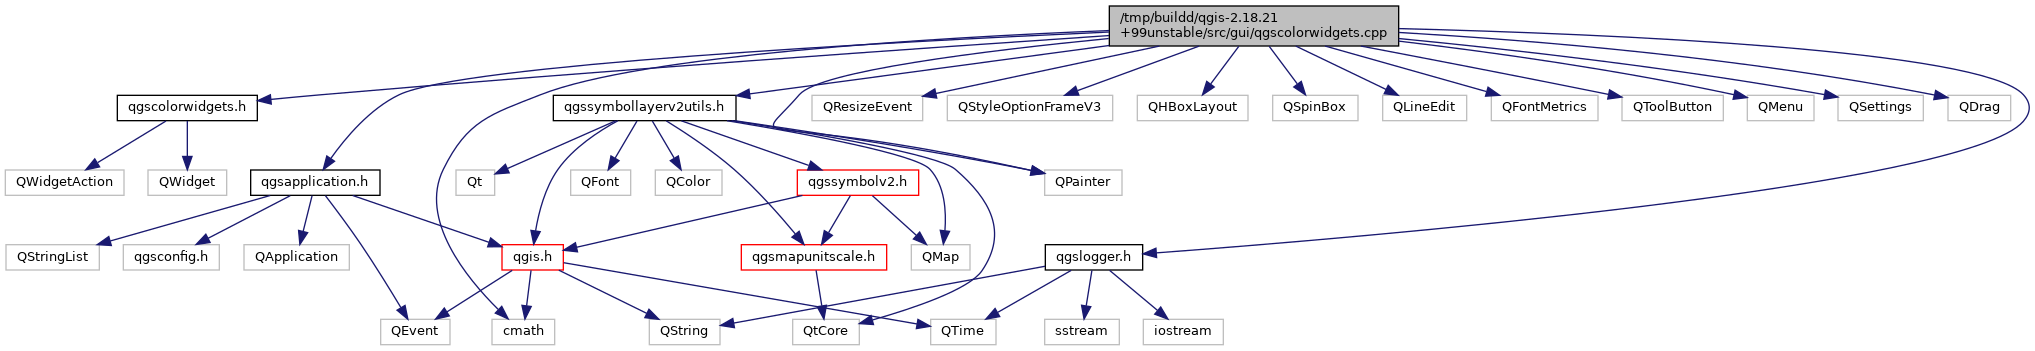 /tmp/buildd/qgis-2.18.21
+99unstable/src/gui/qgscolorwidgets.cpp
qgscolorwidgets.h
qgssymbollayerv2utils.h
QResizeEvent
QStyleOptionFrameV3
QHBoxLayout
QSpinBox
QLineEdit
QFontMetrics
QToolButton
QMenu
QSettings
QDrag
QWidgetAction
QWidget
qgsapplication.h
Qt
QFont
QColor
qgssymbolv2.h
QPainter
QStringList
qgsconfig.h
QApplication
qgis.h
qgsmapunitscale.h
QMap
qgslogger.h
QEvent
cmath
QString
QtCore
QTime
sstream
iostream